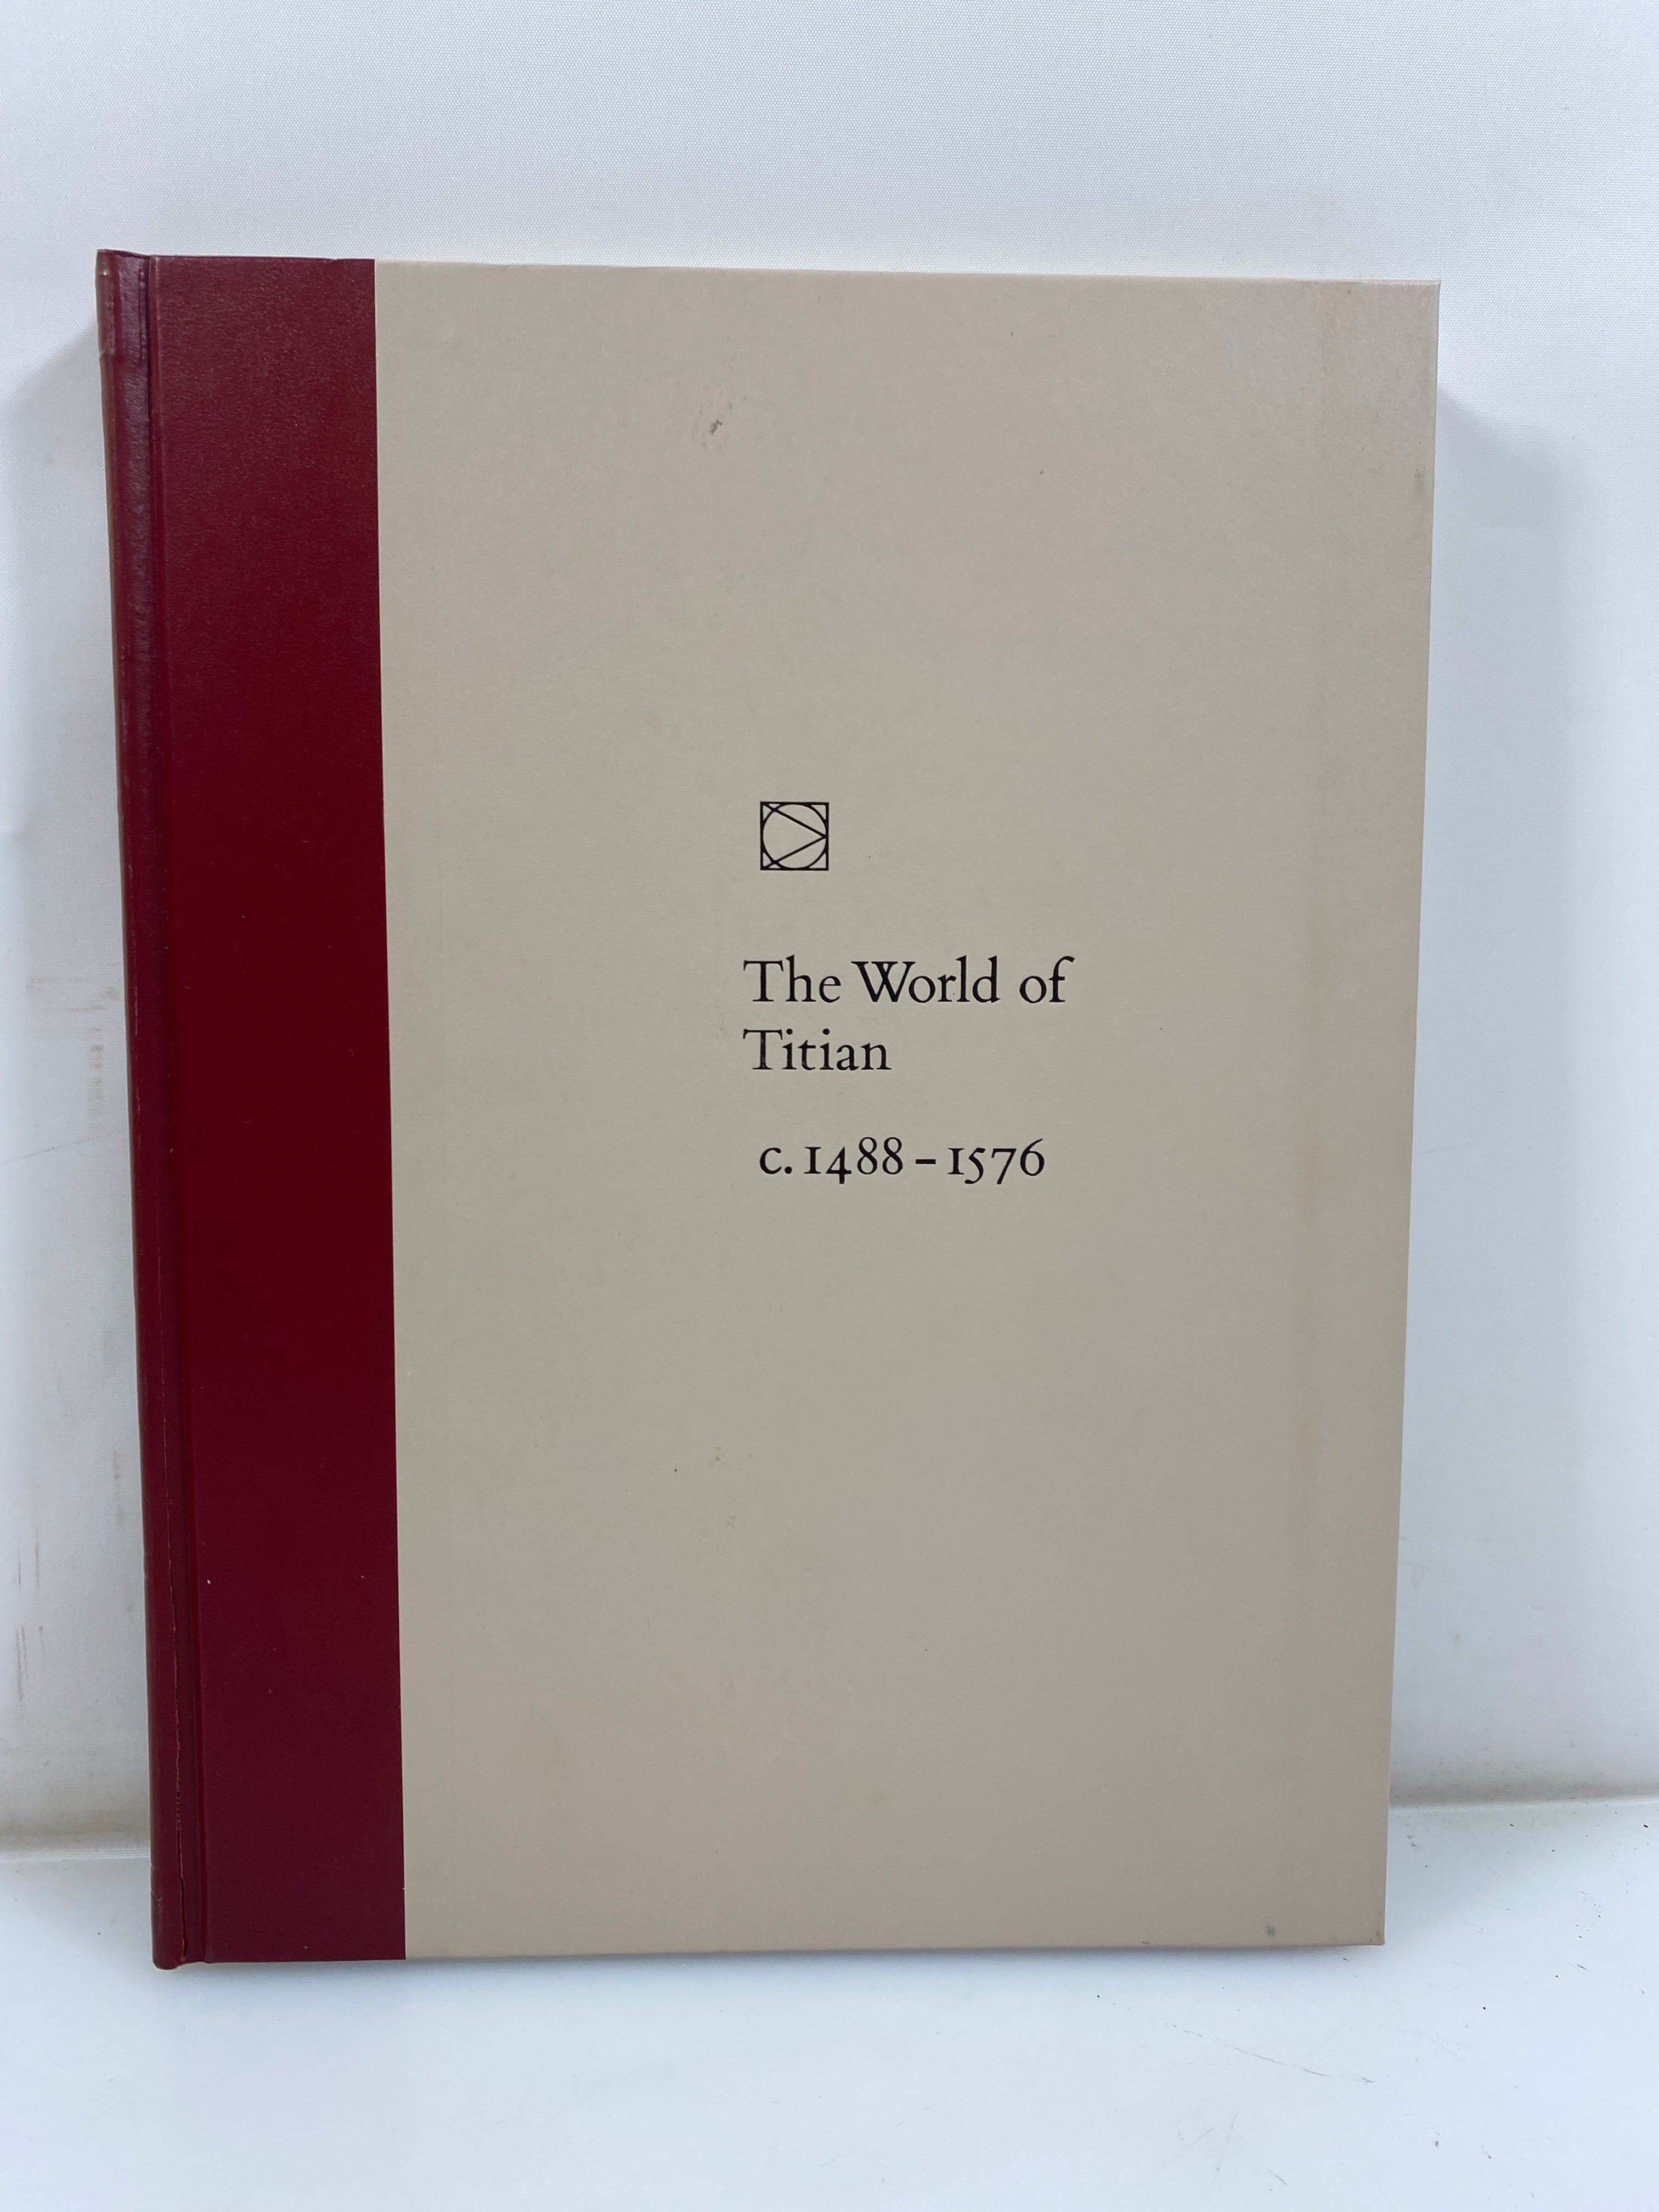 The World of
Titian
c. 1488 – 1576